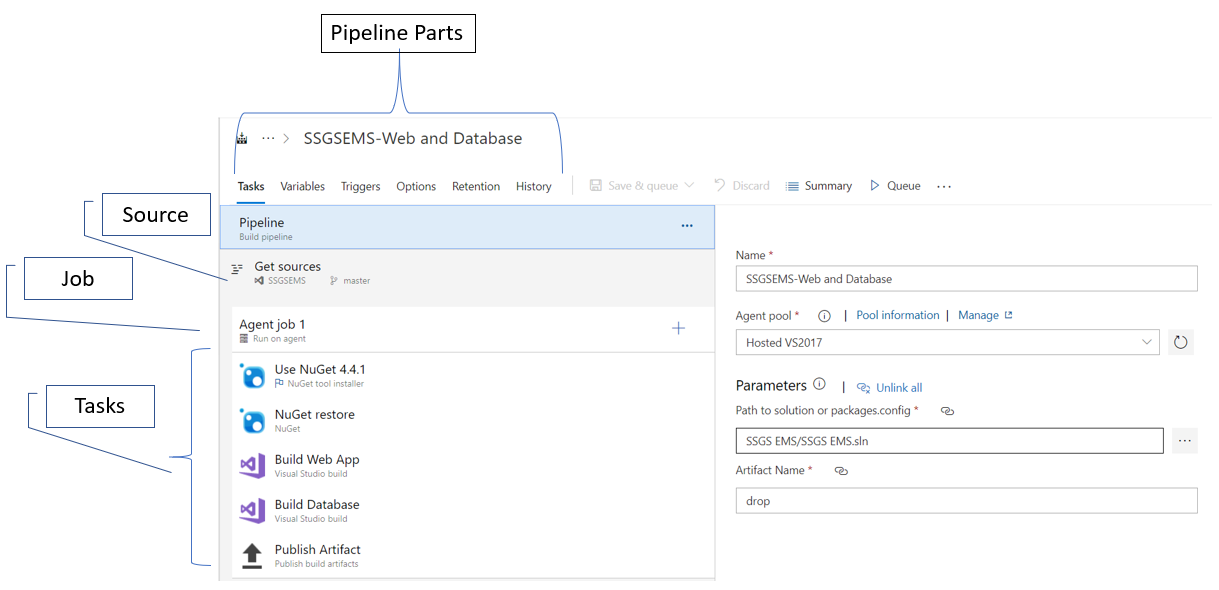 Pipeline Parts
··· > SSGSEMS-Web and Database
Tasks Variables Triggers Options Retention History Save & queue Discard Summary Queue ···
Source
Pipeline ···
Build pipeline
Get sources
SSGSEMS master
Job
Agent job 1 +
Run on agent
Tasks
Use NuGet 4.4.1
NuGet tool installer
NuGet restore
NuGet
Build Web App
Visual Studio build
Build Database
Visual Studio build
Publish Artifact
Publish build artifacts
Name *
SSGSEMS-Web and Database
Agent pool * | Pool information | Manage
Hosted VS2017
Parameters | Unlink all
Path to solution or packages.config *
SSGS EMS/SSGS EMS.sln ···
Artifact Name *
drop